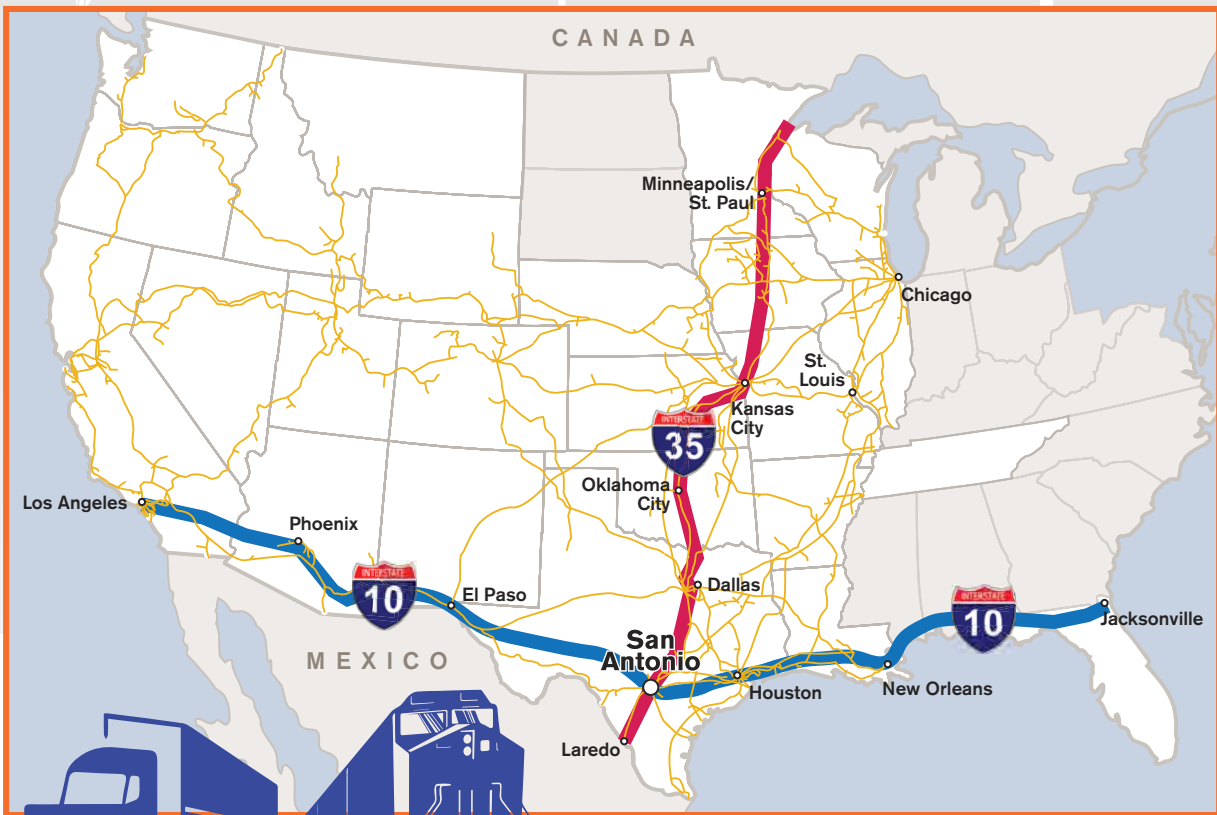 CANADA
Minneapolis/
St. Paul
Chicago
St.
Louis
Kansas
City
INTERSTATE
35
Oklahoma
City
Los Angeles
Phoenix
INTERSTATE
10
El Paso
Dallas
INTERSTATE
10
Jacksonville
San
Antonio
MEXICO
Houston
New Orleans
Laredo